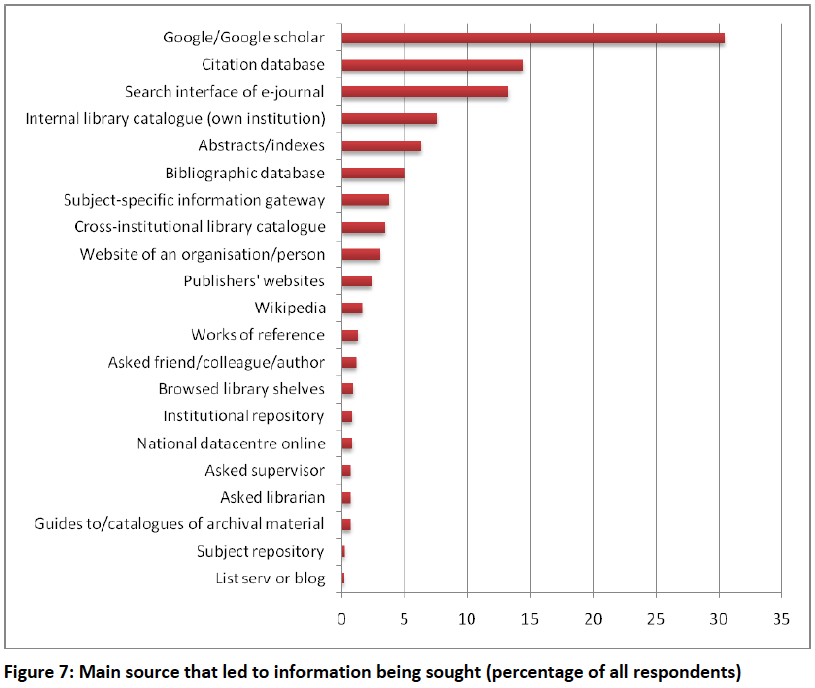 Google/Google scholar
Citation database
Search interface of e-journal
Internal library catalogue (own institution)
Abstracts/indexes
Bibliographic database
Subject-specific information gateway
Cross-institutional library catalogue
Website of an organisation/person
Publishers' websites
Wikipedia
Works of reference
Asked friend/colleague/author
Browsed library shelves
Institutional repository
National datacentre online
Asked supervisor
Asked librarian
Guides to/catalogues of archival material
Subject repository
List serv or blog
0 5 10 15 20 25 30 35
Figure 7: Main source that led to information being sought (percentage of all respondents)